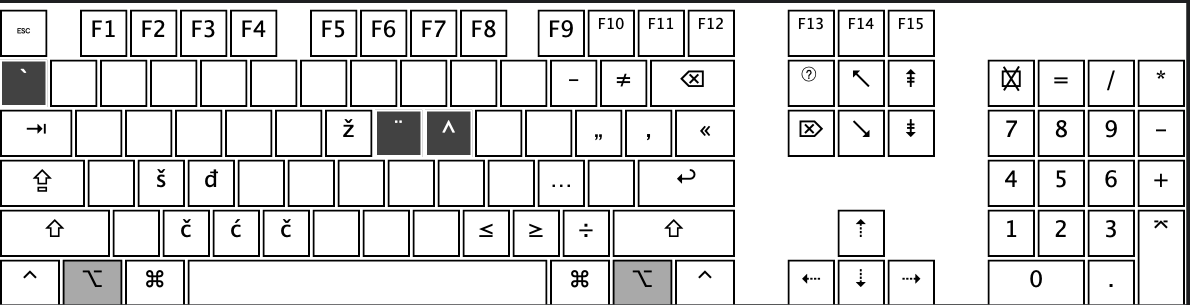 ESC F1 F2 F3 F4 F5 F6 F7 F8 F9 F10 F11 F12 F13 F14 F15
` – ≠ ⌫ ? ↖ ⇞ = / *
⇥ ž ¨ ^ „ ‚ « ⌦ ↘ ⇟ 7 8 9 –
⇪ š đ … ↩ 4 5 6 +
⇧ č ć č ≤ ≥ ÷ ⇧ ⇡ 1 2 3 ⌤
⌃ ⌥ ⌘ ⌘ ⌥ ⌃ ⇠ ⇣ ⇢ 0 .